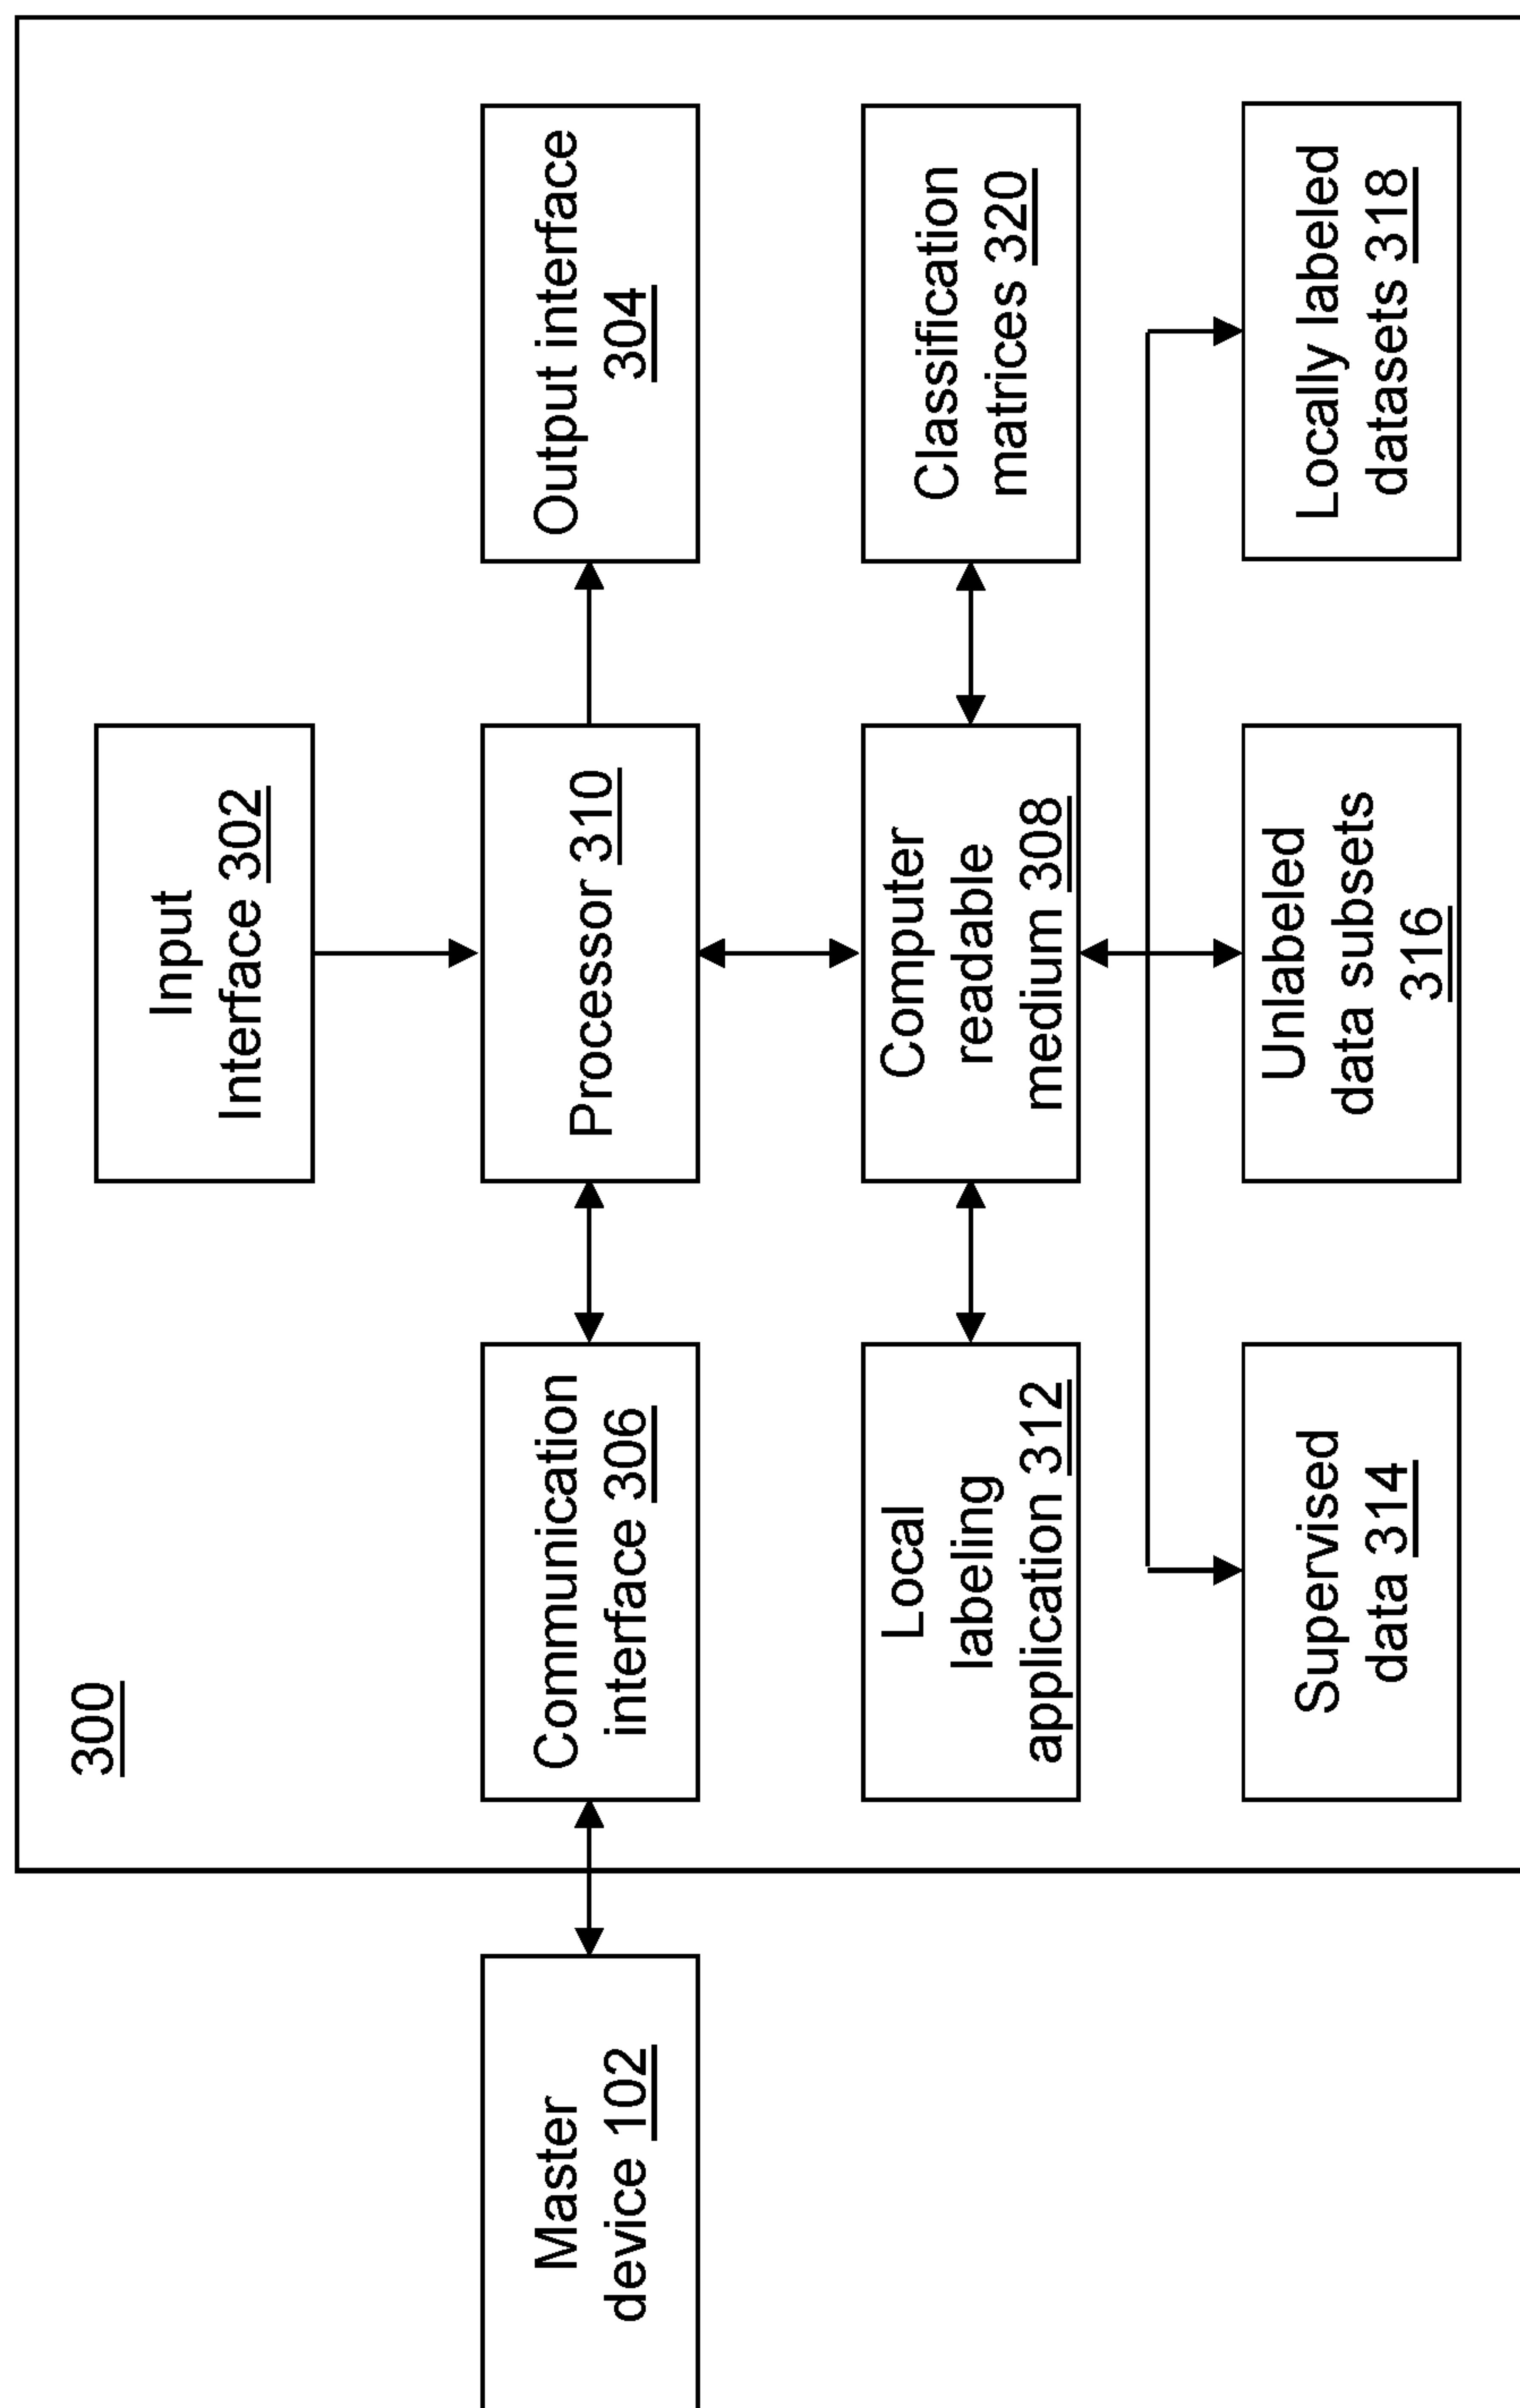 300
Input
Interface 302
Master
device 102
Communication
interface 306
Processor 310
Output interface
304
Local
labeling
application 312
Computer
readable
medium 308
Classification
matrices 320
Supervised
data 314
Unlabeled
data subsets
316
Locally labeled
datasets 318